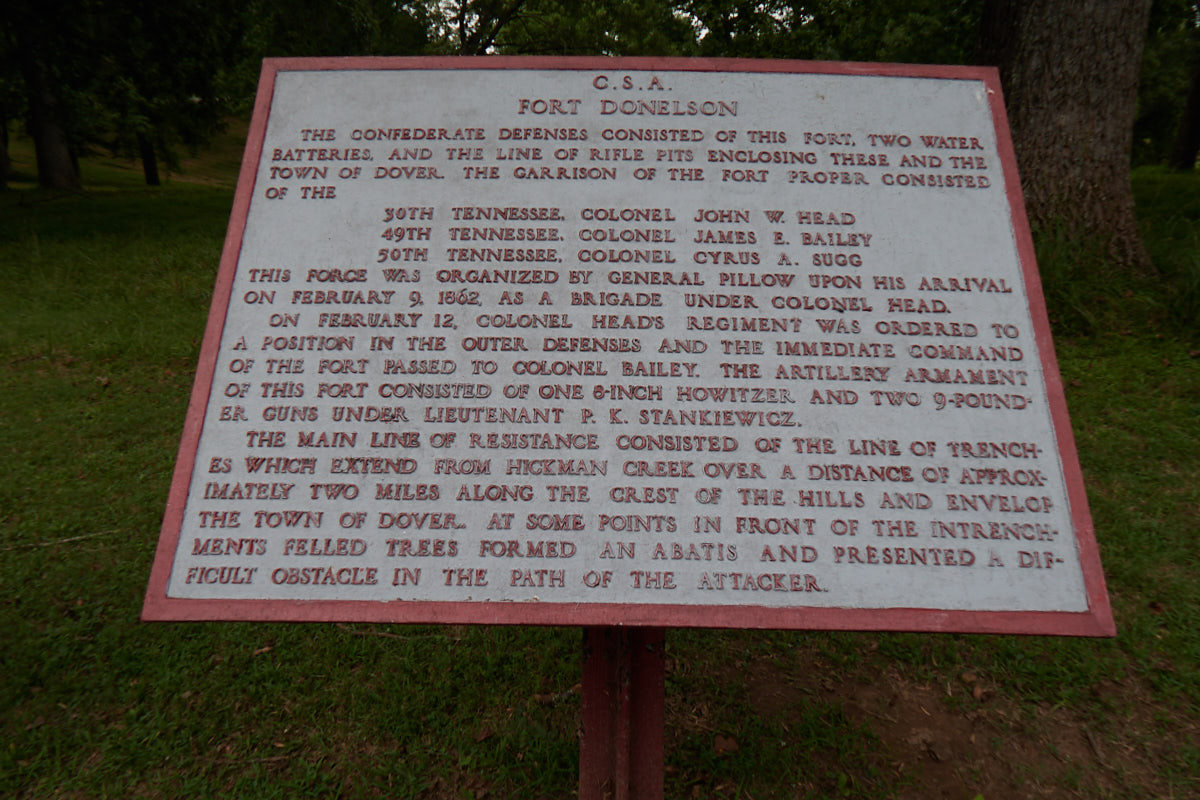 C.S.A.
FORT DONELSON
THE CONFEDERATE DEFENSES CONSISTED OF THIS FORT, TWO WATER
BATTERIES, AND THE LINE OF RIFLE PITS ENCLOSING THESE AND THE
TOWN OF DOVER. THE GARRISON OF THE FORT PROPER CONSISTED
OF THE
30TH TENNESSEE, COLONEL JOHN W. HEAD
49TH TENNESSEE, COLONEL JAMES E. BAILEY
50TH TENNESSEE, COLONEL CYRUS A. SUGG
THIS FORCE WAS ORGANIZED BY GENERAL PILLOW UPON HIS ARRIVAL
ON FEBRUARY 9, 1862, AS A BRIGADE UNDER COLONEL HEAD.
ON FEBRUARY 12, COLONEL HEAD'S REGIMENT WAS ORDERED TO
A POSITION IN THE OUTER DEFENSES AND THE IMMEDIATE COMMAND
OF THE FORT PASSED TO COLONEL BAILEY. THE ARTILLERY ARMAMENT
OF THIS FORT CONSISTED OF ONE 8-INCH HOWITZER AND TWO 9-POUND-
ER GUNS UNDER LIEUTENANT P. K. STANKIEWICZ.
THE MAIN LINE OF RESISTANCE CONSISTED OF THE LINE OF TRENCH-
ES WHICH EXTEND FROM HICKMAN CREEK OVER A DISTANCE OF APPROX-
IMATELY TWO MILES ALONG THE CREST OF THE HILLS AND ENVELOP
THE TOWN OF DOVER. AT SOME POINTS IN FRONT OF THE INTRENCH-
MENTS FELLED TREES FORMED AN ABATIS AND PRESENTED A DIF-
FICULT OBSTACLE IN THE PATH OF THE ATTACKER.